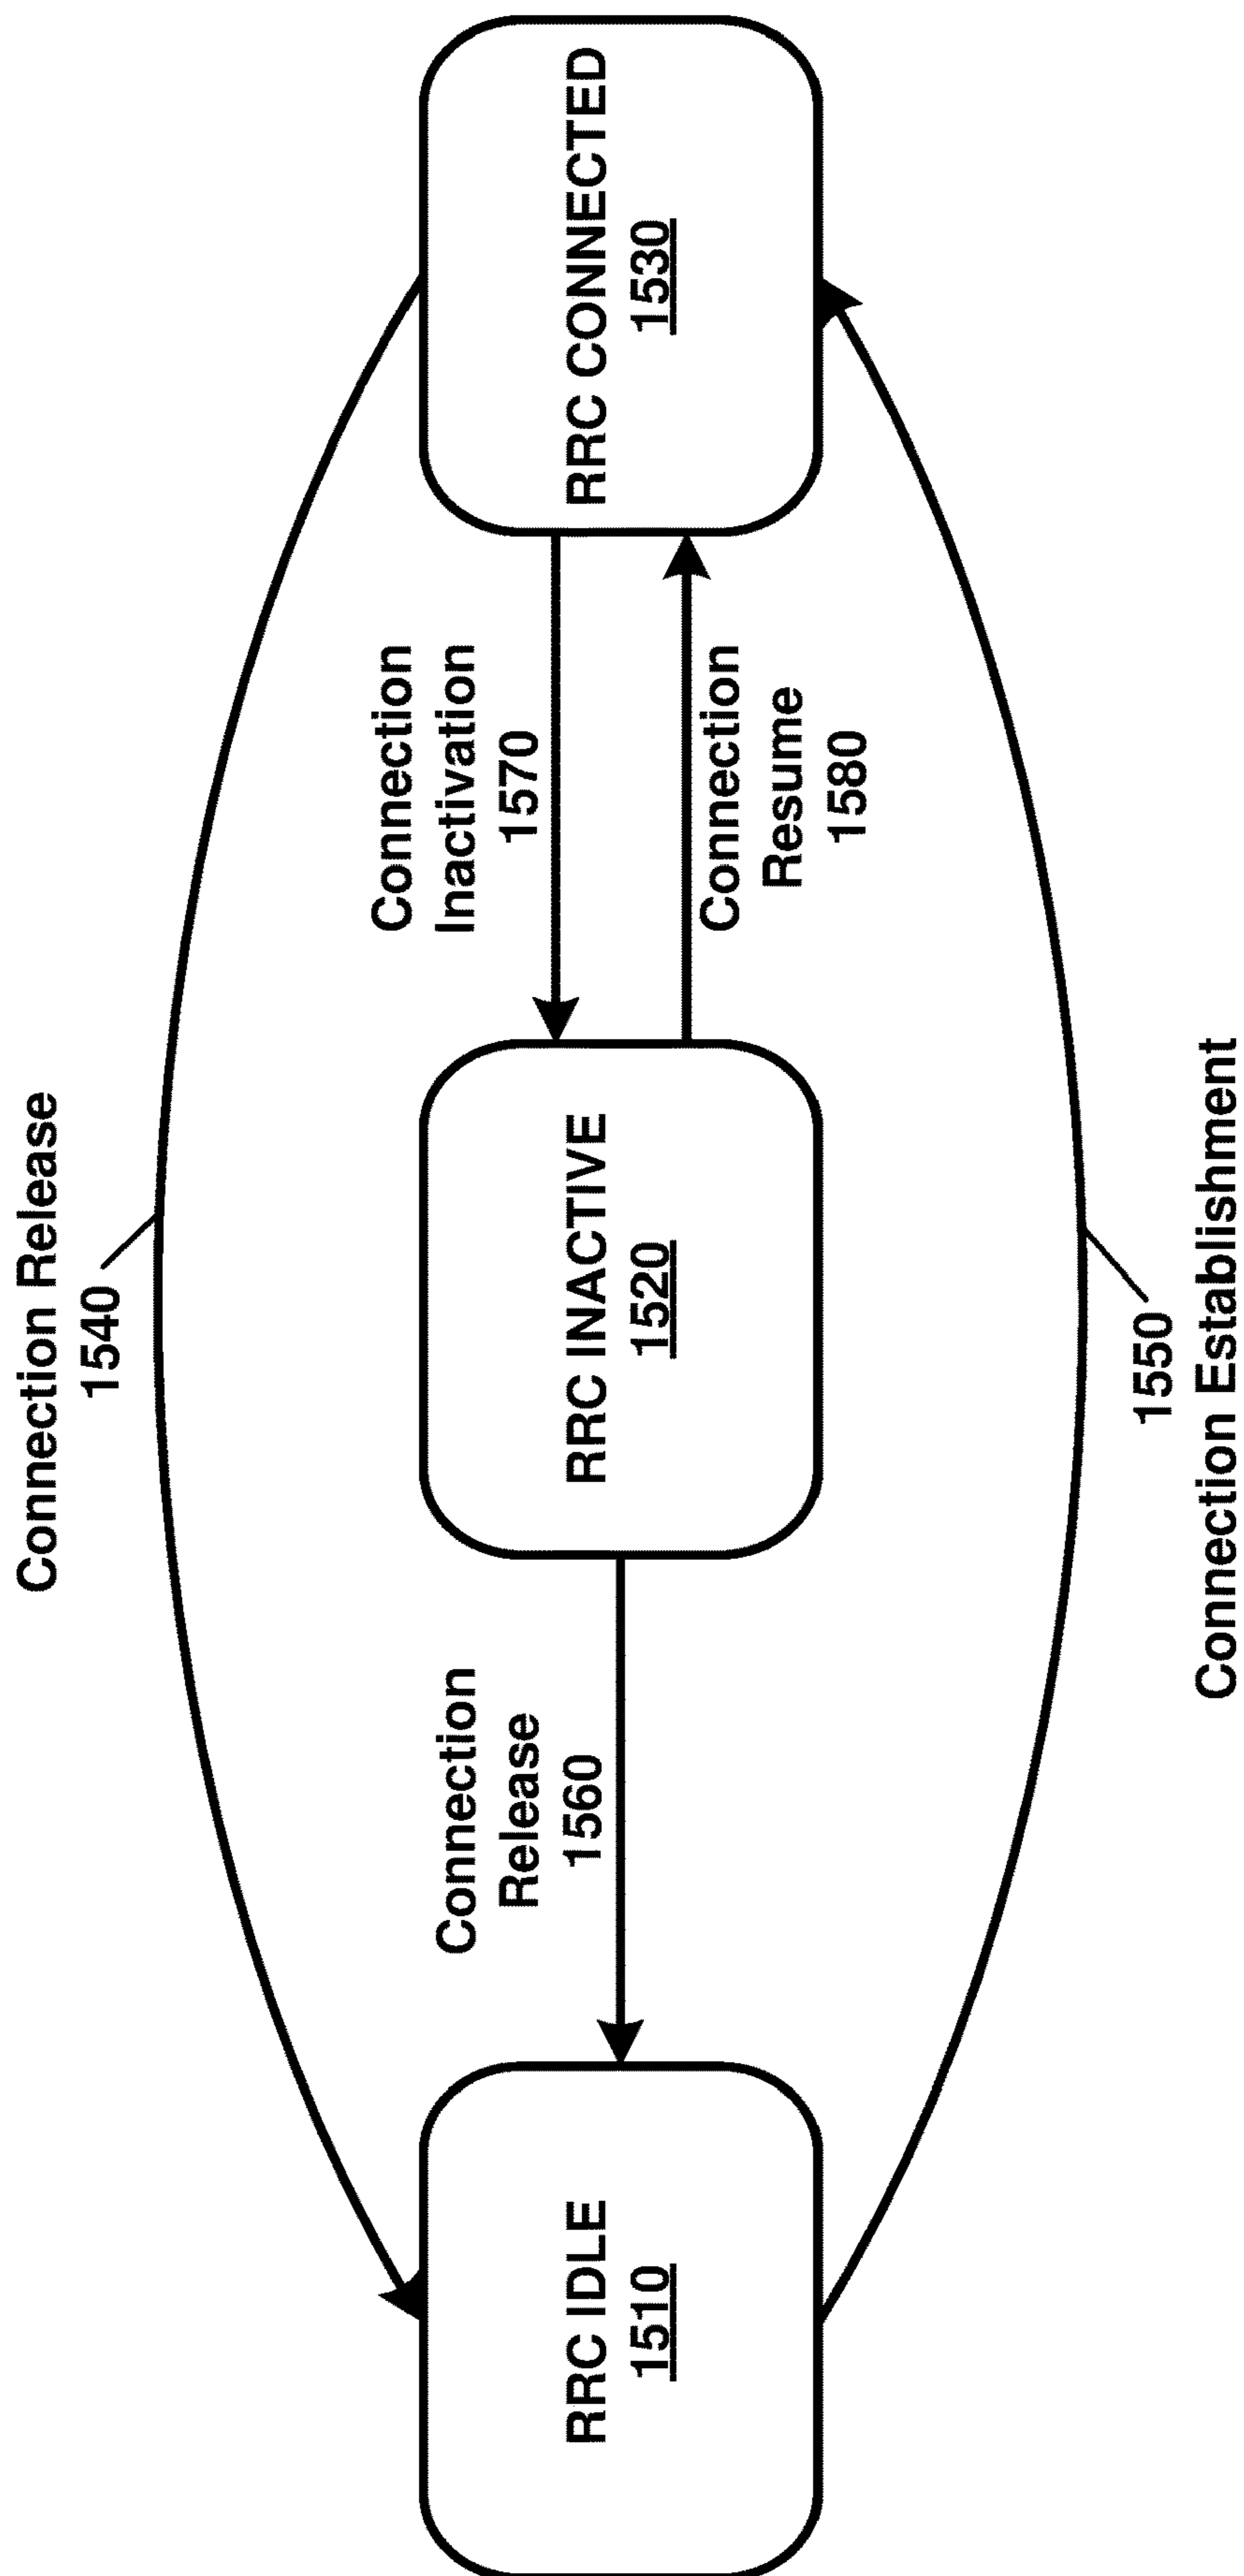 Connection Release
1540
Connection
Inactivation
1570
Connection
Release
1560
RRC IDLE
1510
RRC INACTIVE
1520
RRC CONNECTED
1530
Connection
Resume
1580
1550
Connection Establishment